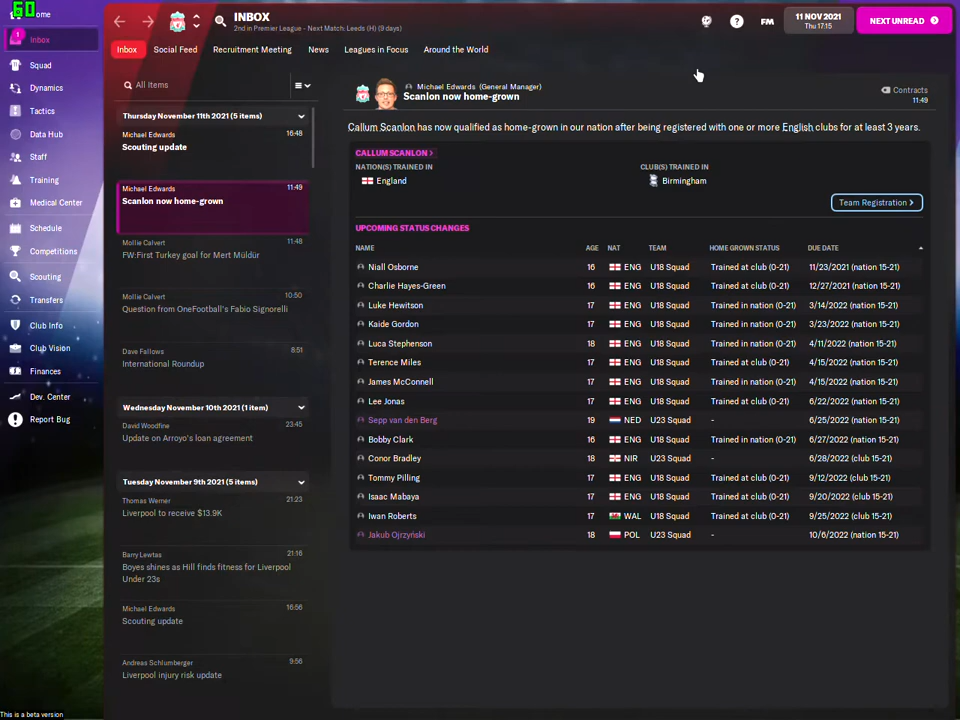 60
Home
1
Inbox
Squad
Dynamics
Tactics
Data Hub
Staff
Training
Medical Center
Schedule
Competitions
Scouting
Transfers
Club Info
Club Vision
Finances
Dev. Center
Report Bug
This is a beta version
INBOX
2nd in Premier League - Next Match: Leeds (H) (9 days)
?
FM
11 NOV 2021
Thu 17:15
NEXT UNREAD
Inbox
Social Feed
Recruitment Meeting
News
Leagues in Focus
Around the World
All Items
Thursday November 11th 2021 (5 items)
Michael Edwards 16:48
Scouting update
Michael Edwards 11:49
Scanlon now home-grown
Mollie Calvert 11:48
FW:First Turkey goal for Mert Müldür
Mollie Calvert 10:50
Question from OneFootball's Fabio Signorelli
Dave Fallows 8:51
International Roundup
Wednesday November 10th 2021 (1 item)
David Woodfine 23:45
Update on Arroyo's loan agreement
Tuesday November 9th 2021 (5 items)
Thomas Werner 21:23
Liverpool to receive $13.9K
Barry Lewtas 21:16
Boyes shines as Hill finds fitness for Liverpool
Under 23s
Michael Edwards 16:56
Scouting update
Andreas Schlumberger 9:56
Liverpool injury risk update
Michael Edwards (General Manager)
Scanlon now home-grown
Contracts
11:49
Callum Scanlon has now qualified as home-grown in our nation after being registered with one or more English clubs for at least 3 years.
CALLUM SCANLON >
NATION(S) TRAINED IN CLUB(S) TRAINED IN
England Birmingham
Team Registration >
UPCOMING STATUS CHANGES
NAME AGE NAT TEAM HOME GROWN STATUS DUE DATE
Niall Osborne 16 ENG U18 Squad Trained at club (0-21) 11/23/2021 (nation 15-21)
Charlie Hayes-Green 16 ENG U18 Squad Trained at club (0-21) 12/27/2021 (nation 15-21)
Luke Hewitson 17 ENG U18 Squad Trained in nation (0-21) 3/14/2022 (nation 15-21)
Kaide Gordon 17 ENG U18 Squad Trained in nation (0-21) 3/23/2022 (nation 15-21)
Luca Stephenson 18 ENG U18 Squad Trained in nation (0-21) 4/11/2022 (nation 15-21)
Terence Miles 17 ENG U18 Squad Trained at club (0-21) 4/15/2022 (nation 15-21)
James McConnell 17 ENG U18 Squad Trained in nation (0-21) 4/15/2022 (nation 15-21)
Lee Jonas 17 ENG U18 Squad Trained at club (0-21) 6/22/2022 (nation 15-21)
Sepp van den Berg 19 NED U23 Squad - 6/25/2022 (nation 15-21)
Bobby Clark 16 ENG U18 Squad Trained in nation (0-21) 6/27/2022 (nation 15-21)
Conor Bradley 18 NIR U23 Squad - 6/28/2022 (club 15-21)
Tommy Pilling 17 ENG U18 Squad Trained at club (0-21) 9/12/2022 (club 15-21)
Isaac Mabaya 17 ENG U18 Squad Trained at club (0-21) 9/20/2022 (club 15-21)
Iwan Roberts 17 WAL U18 Squad Trained at club (0-21) 9/25/2022 (club 15-21)
Jakub Ojrzyński 18 POL U23 Squad - 10/6/2022 (nation 15-21)